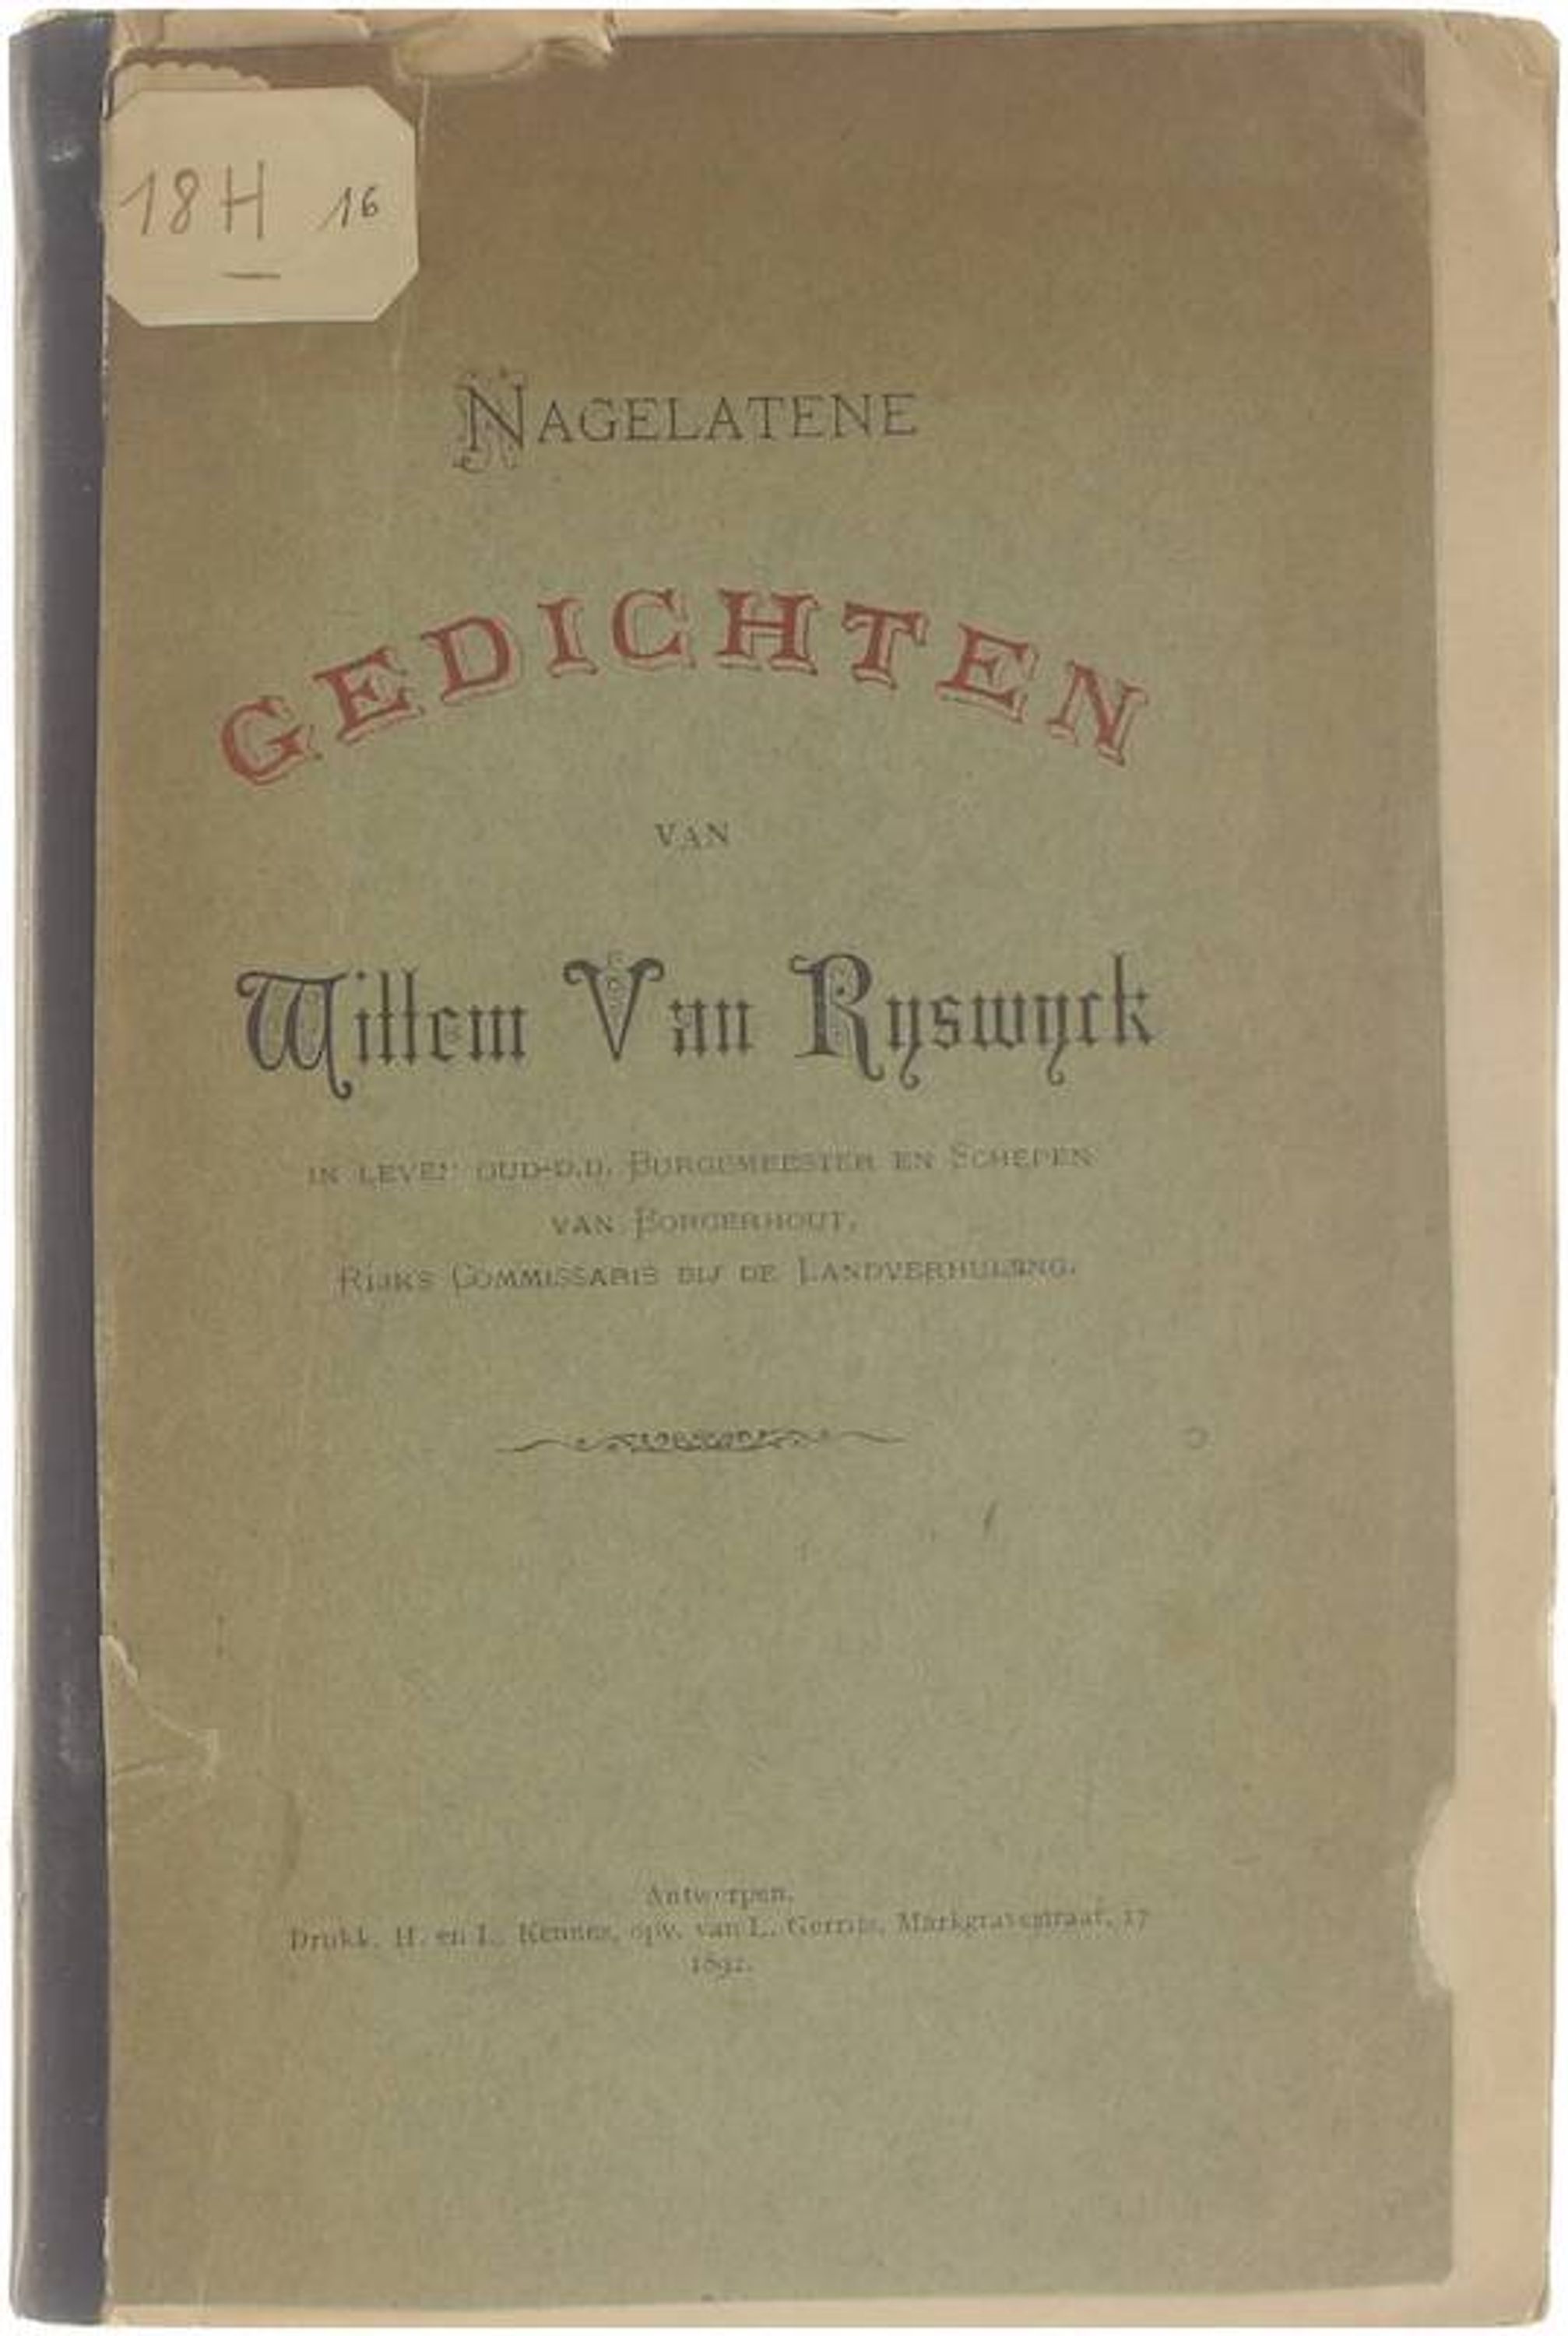 18H 16
NAGELATENE
GEDICHTEN
VAN
Willem Van Ryswyck
IN LEVEN OUD-D.D. BURGEMEESTER EN SCHEPEN
VAN BORGERHOUT,
RIJKS COMMISSARIS BIJ DE LANDVERHUIZING.
Antwerpen.
Drukk. H. en L. Kennes, opv. van L. Gerrits, Markgravestraat, 17